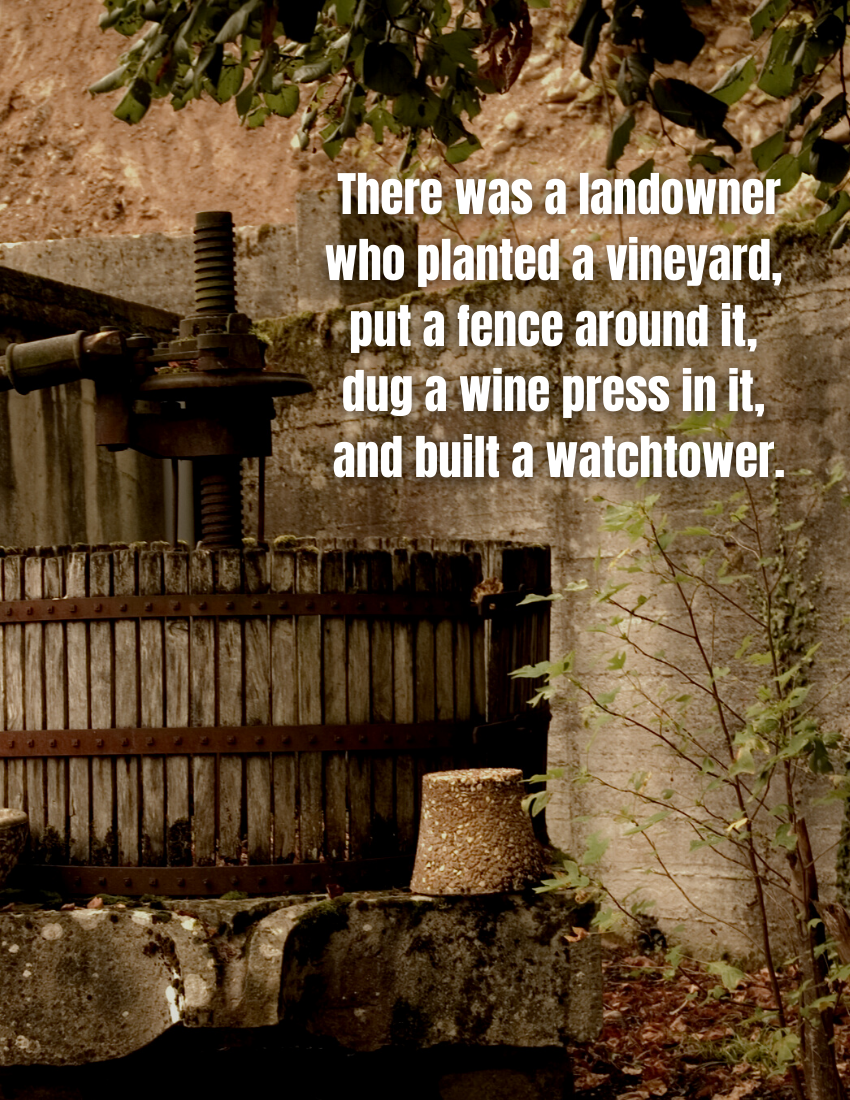 There was a landowner
who planted a vineyard,
put a fence around it,
dug a wine press in it,
and built a watchtower.